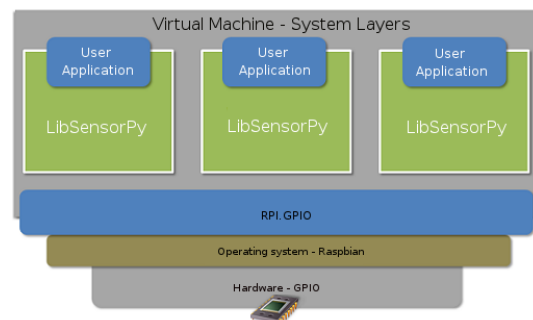 Virtual Machine - System Layers
User
Application
User
Application
User
Application
LibSensorPy
LibSensorPy
LibSensorPy
RPI.GPIO
Operating system - Raspbian
Hardware - GPIO